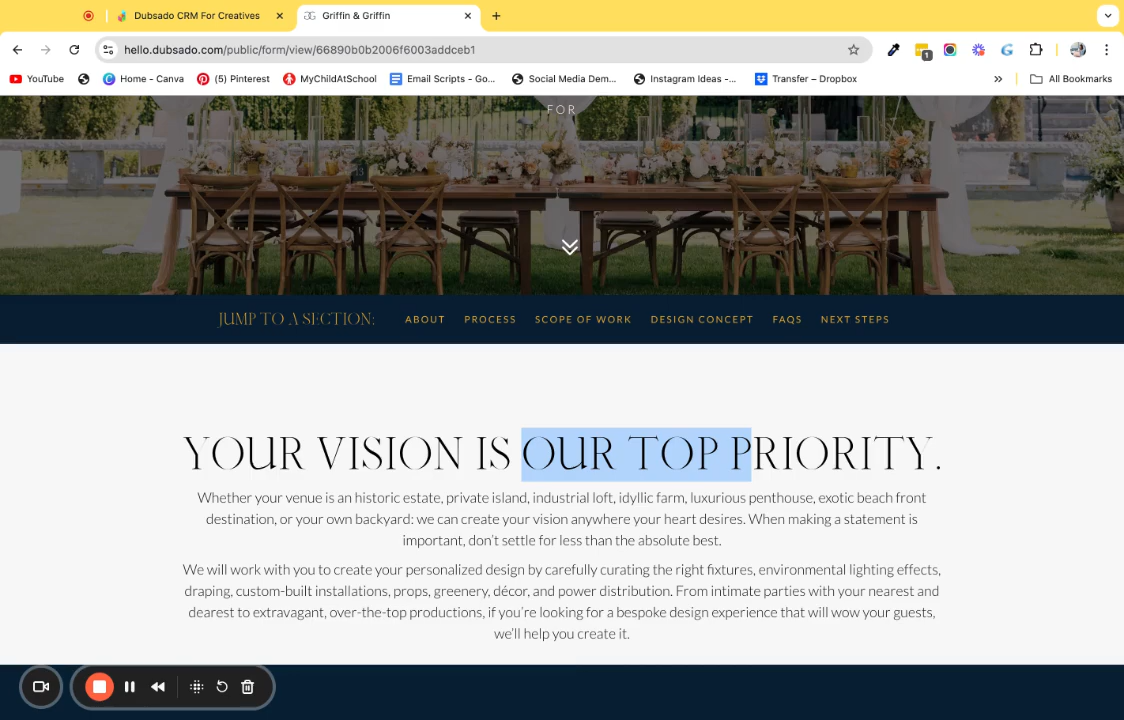 Dubsado CRM For Creatives
Griffin & Griffin
hello.dubsado.com/public/form/view/66890b0b2006f6003addceb1
1
YouTube
Home - Canva
(5) Pinterest
MyChildAtSchool
Email Scripts - Go...
Social Media Dem...
Instagram Ideas -...
Transfer – Dropbox
»
All Bookmarks
FOR
JUMP TO A SECTION:
ABOUT
PROCESS
SCOPE OF WORK
DESIGN CONCEPT
FAQS
NEXT STEPS
YOUR VISION IS OUR TOP PRIORITY.
Whether your venue is an historic estate, private island, industrial loft, idyllic farm, luxurious penthouse, exotic beach front
destination, or your own backyard: we can create your vision anywhere your heart desires. When making a statement is
important, don't settle for less than the absolute best.
We will work with you to create your personalized design by carefully curating the right fixtures, environmental lighting effects,
draping, custom-built installations, props, greenery, décor, and power distribution. From intimate parties with your nearest and
dearest to extravagant, over-the-top productions, if you're looking for a bespoke design experience that will wow your guests,
we'll help you create it.